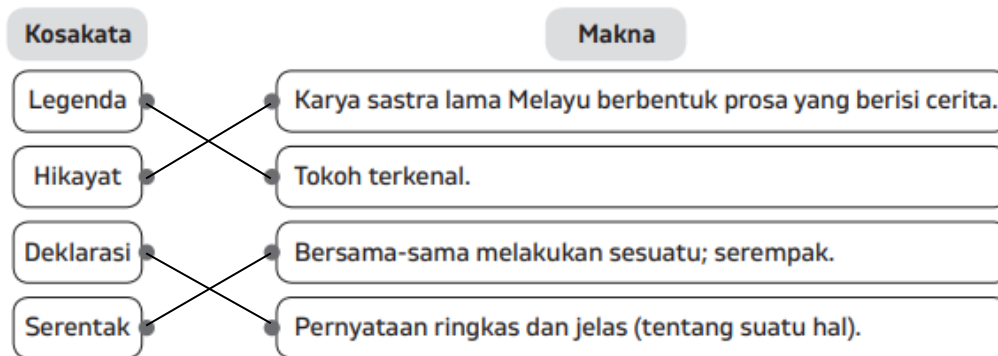 Kosakata Makna
Legenda Karya sastra lama Melayu berbentuk prosa yang berisi cerita.
Hikayat Tokoh terkenal.
Deklarasi Bersama-sama melakukan sesuatu; serempak.
Serentak Pernyataan ringkas dan jelas (tentang suatu hal).